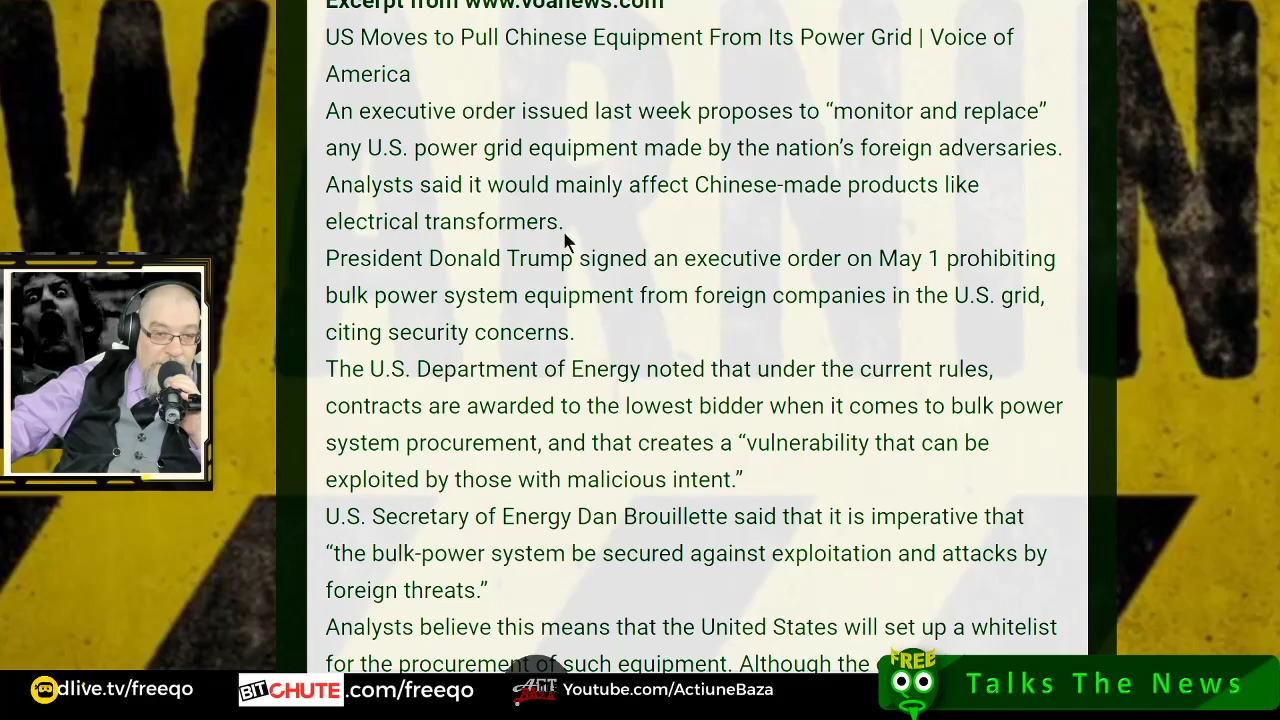 Excerpt from www.voanews.com
US Moves to Pull Chinese Equipment From Its Power Grid | Voice of
America
An executive order issued last week proposes to “monitor and replace”
any U.S. power grid equipment made by the nation’s foreign adversaries.
Analysts said it would mainly affect Chinese-made products like
electrical transformers.
President Donald Trump signed an executive order on May 1 prohibiting
bulk power system equipment from foreign companies in the U.S. grid,
citing security concerns.
The U.S. Department of Energy noted that under the current rules,
contracts are awarded to the lowest bidder when it comes to bulk power
system procurement, and that creates a “vulnerability that can be
exploited by those with malicious intent.”
U.S. Secretary of Energy Dan Brouillette said that it is imperative that
“the bulk-power system be secured against exploitation and attacks by
foreign threats.”
Analysts believe this means that the United States will set up a whitelist
for the procurement of such equipment. Although the
dlive.tv/freeqo
BITCHUTE.com/freeqo
Youtube.com/ActiuneBaza
FREE
Talks The News